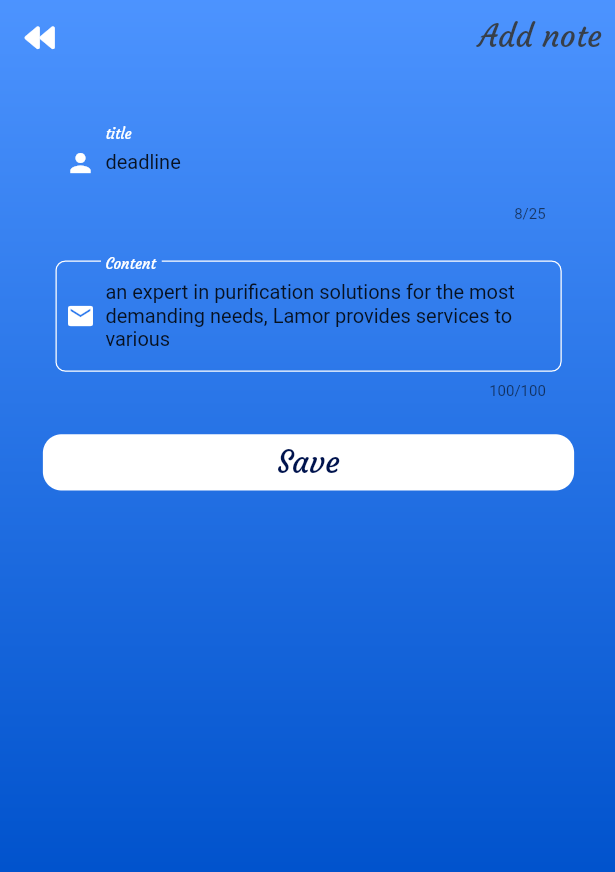 Add note
title
deadline
8/25
Content
an expert in purification solutions for the most
demanding needs, Lamor provides services to
various
100/100
Save